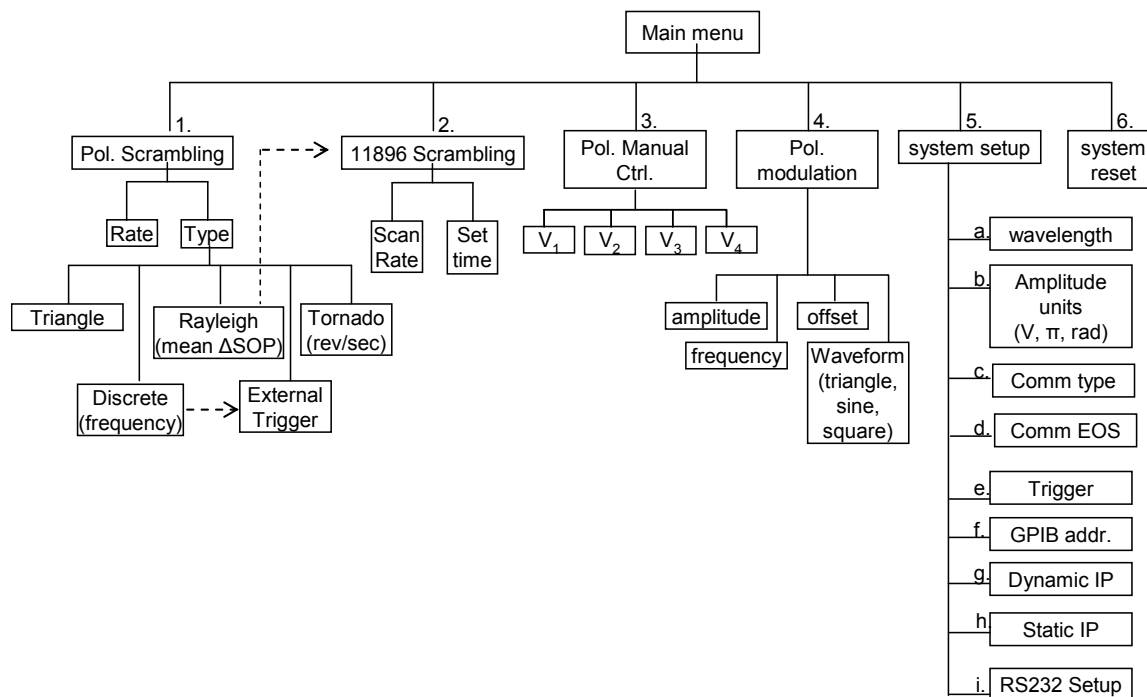 Main menu
1.
Pol. Scrambling
2.
11896 Scrambling
3.
Pol. Manual
Ctrl.
4.
Pol.
modulation
5.
system setup
6.
system
reset
Rate
Type
Scan
Rate
Set
time
V1
V2
V3
V4
Triangle
Rayleigh
(mean ΔSOP)
Tornado
(rev/sec)
Discrete
(frequency)
External
Trigger
amplitude
offset
frequency
Waveform
(triangle,
sine,
square)
a. wavelength
b. Amplitude
units
(V, π, rad)
c. Comm type
d. Comm EOS
e. Trigger
f. GPIB addr.
g. Dynamic IP
h. Static IP
i. RS232 Setup